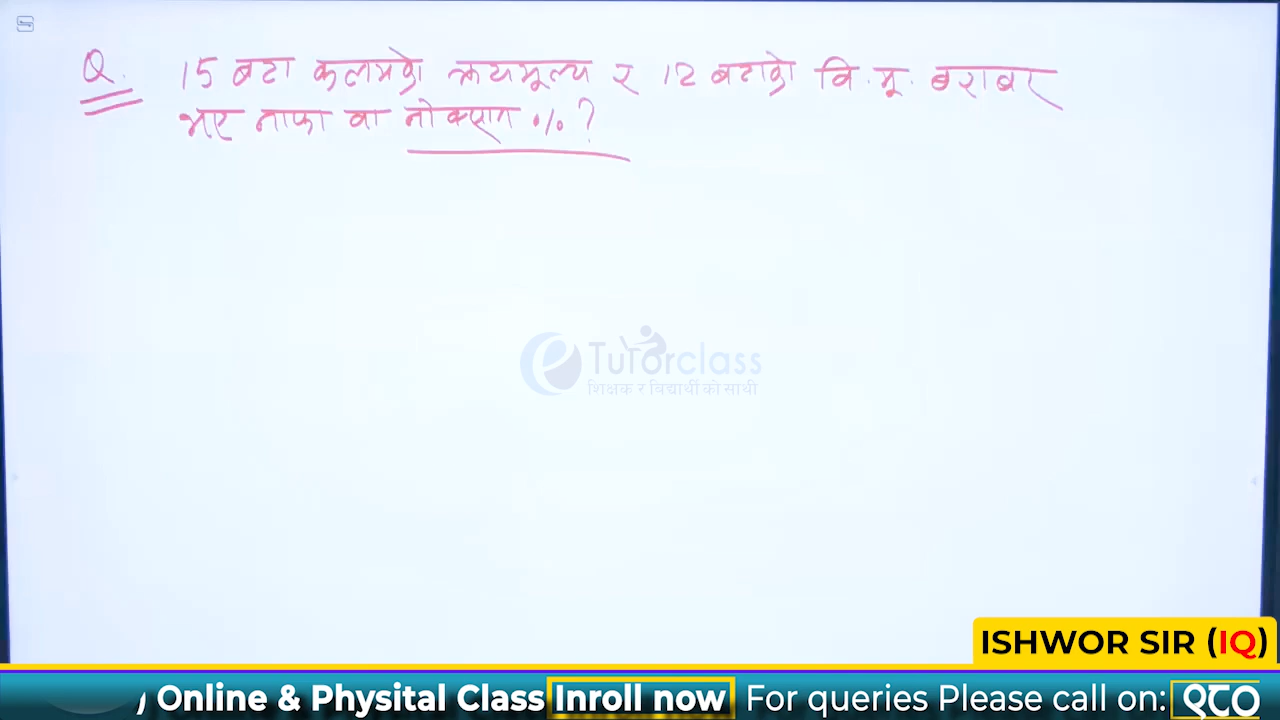 Q. 15 वटा कलमको क्रयमूल्य र 12 वटाको वि.मू. बराबर
भए नाफा वा नोक्सान % ?
e TuTorclass
शिक्षक र विद्यार्थी को साथी
ISHWOR SIR (IQ)
Online & Physital Class Inroll now For queries Please call on: